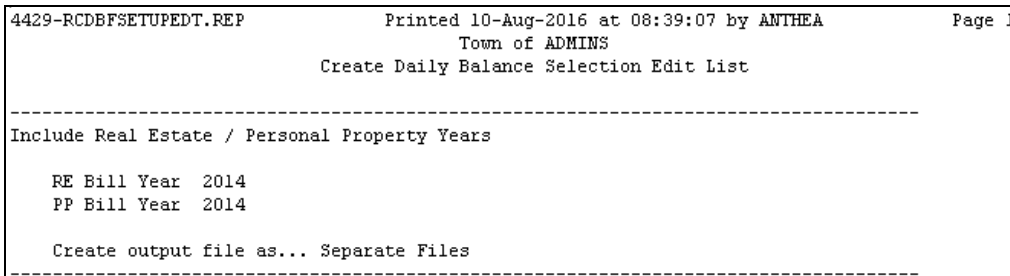 4429-RCDBFSETUPEDT.REP Printed 10-Aug-2016 at 08:39:07 by ANTHEA Page 1
Town of ADMINS
Create Daily Balance Selection Edit List
--------------------------------------------------------------------------------
Include Real Estate / Personal Property Years
RE Bill Year 2014
PP Bill Year 2014
Create output file as... Separate Files
--------------------------------------------------------------------------------